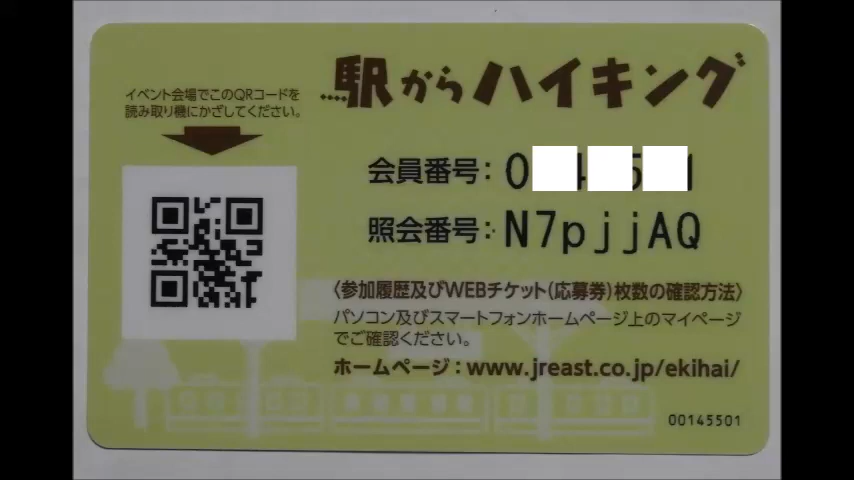 イベント会場でこのQRコードを
読み取り機にかざしてください。
駅からハイキング
会員番号：
照会番号：N7pjjAQ
〈参加履歴及びWEBチケット(応募券)枚数の確認方法〉
パソコン及びスマートフォンホームページ上のマイページ
でご確認ください。
ホームページ：www.jreast.co.jp/ekihai/
00145501